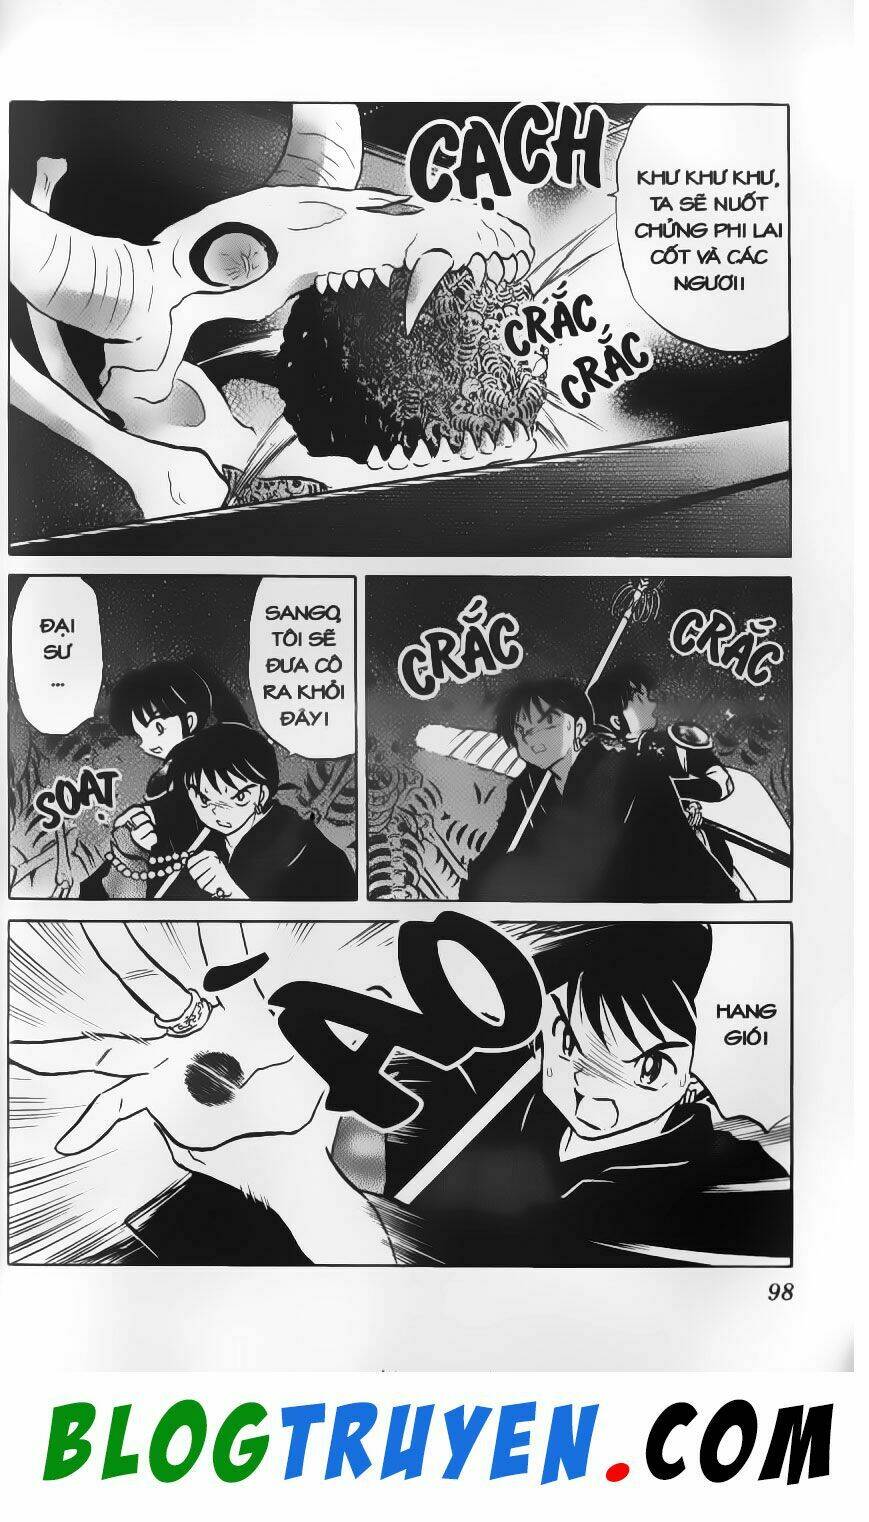 CẠCH
KHƯ KHƯ KHƯ,
TA SẼ NUỐT
CHỬNG PHI LAI
CỐT VÀ CÁC
NGƯƠI!
CRẮC,
CRẮC
ĐẠI
SƯ
...
SANGO,
TÔI SẼ
ĐƯA CÔ
RA KHỎI
ĐÂY!
SOẠT
CRẮC
CRẮC
ÀO
HANG
GIÓ!
98
BLOGTRUYEN.COM